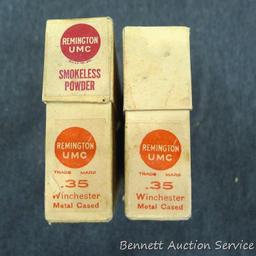 REMINGTON
UMC
SMOKELESS
POWDER
REMINGTON
UMC
TRADE MARK
.35
Winchester
Metal Cased
REMINGTON
UMC
TRADE MARK
.35
Winchester
Metal Cased
Bennett Auction Service